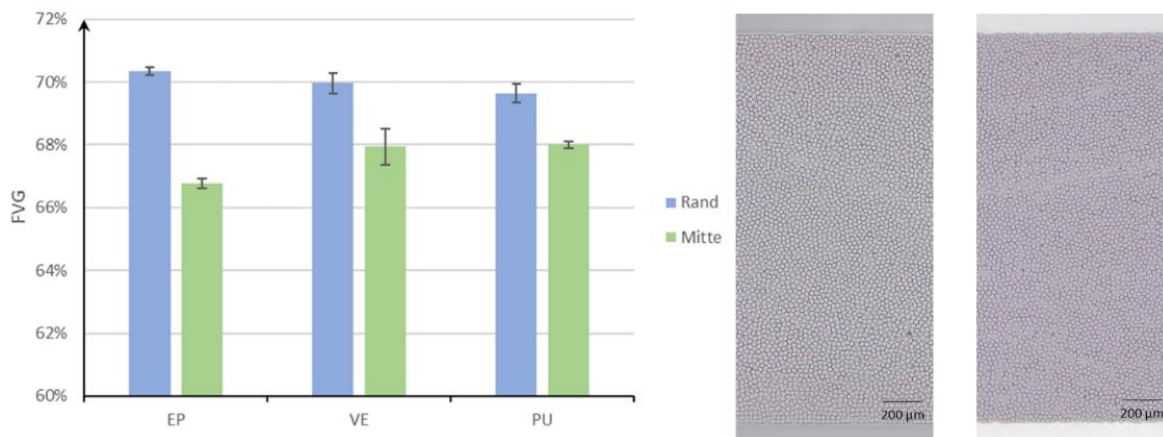 72%
70%
68%
66%
64%
62%
60%
FVG
EP
VE
PU
Rand
Mitte
200 µm
200 µm